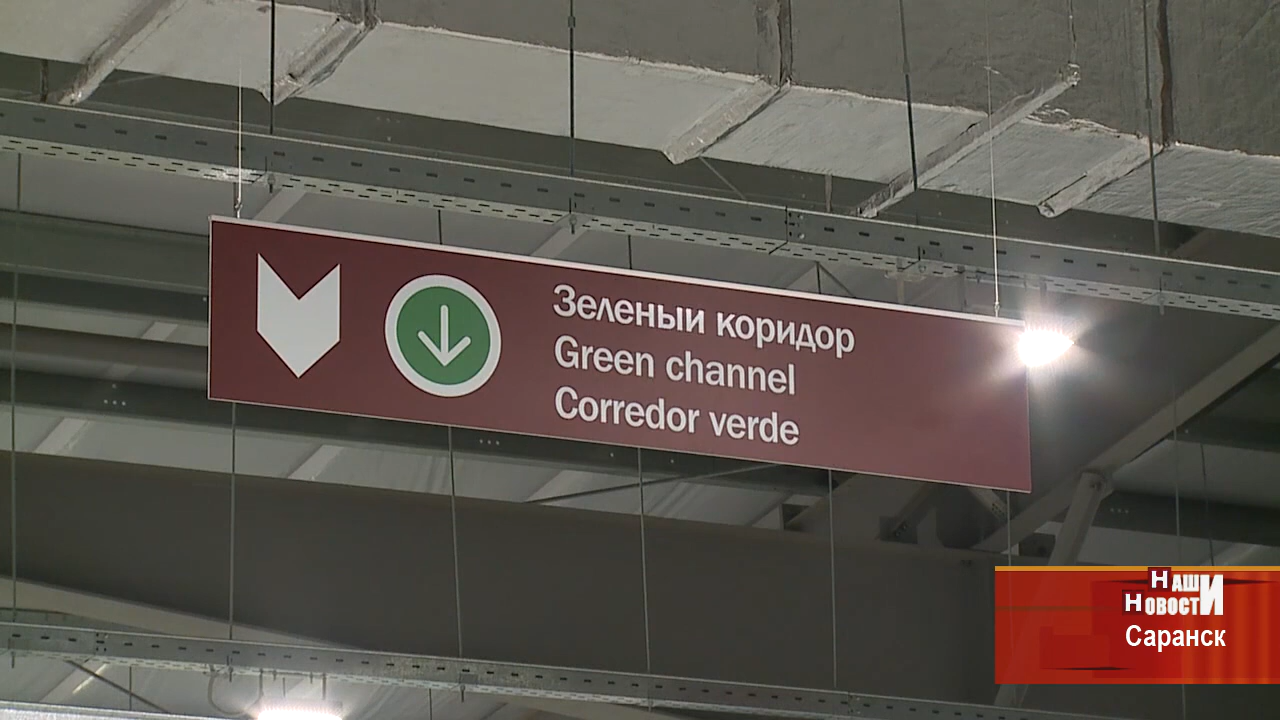 Зеленыи коридор
Green channel
Corredor verde
НАШИ
НОВОСТИ
Саранск